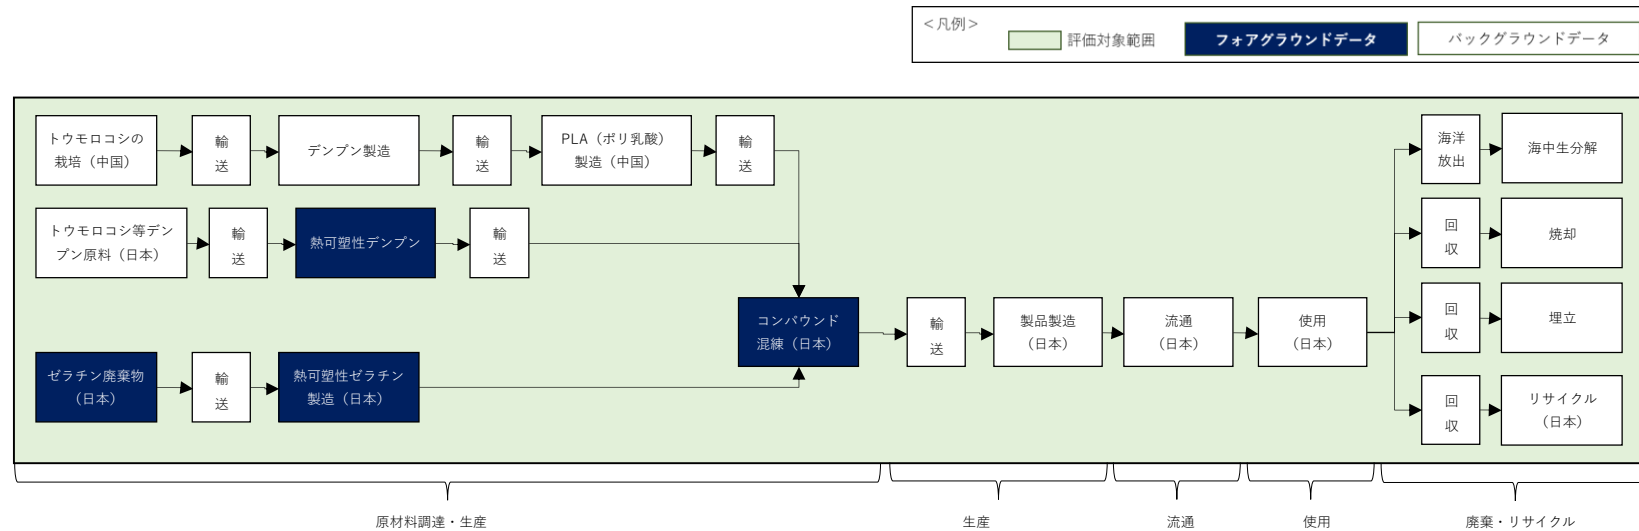 <凡例>
評価対象範囲
フォアグラウンドデータ
バックグラウンドデータ
トウモロコシの
栽培（中国）
輸
送
デンプン製造
輸
送
PLA（ポリ乳酸）
製造（中国）
輸
送
海洋
放出
海中生分解
トウモロコシ等デン
プン原料（日本）
輸
送
熱可塑性デンプン
輸
送
回
収
焼却
コンバウンド
混練（日本）
輸
送
製品製造
（日本）
流通
（日本）
使用
（日本）
回
収
埋立
ゼラチン廃棄物
（日本）
輸
送
熱可塑性ゼラチン
製造（日本）
回
収
リサイクル
（日本）
原材料調達・生産
生産
流通
使用
廃棄・リサイクル